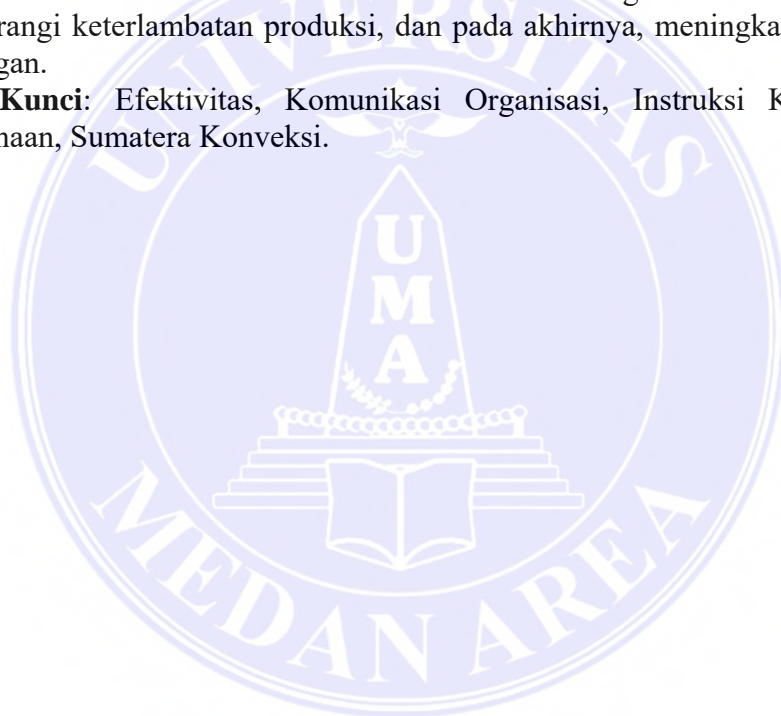 rangi keterlambatan produksi, dan pada akhirnya, meningka
gan.
Kunci: Efektivitas, Komunikasi Organisasi, Instruksi K
naan, Sumatera Konveksi.
UNIVERSITAS
UMA
MEDAN AREA